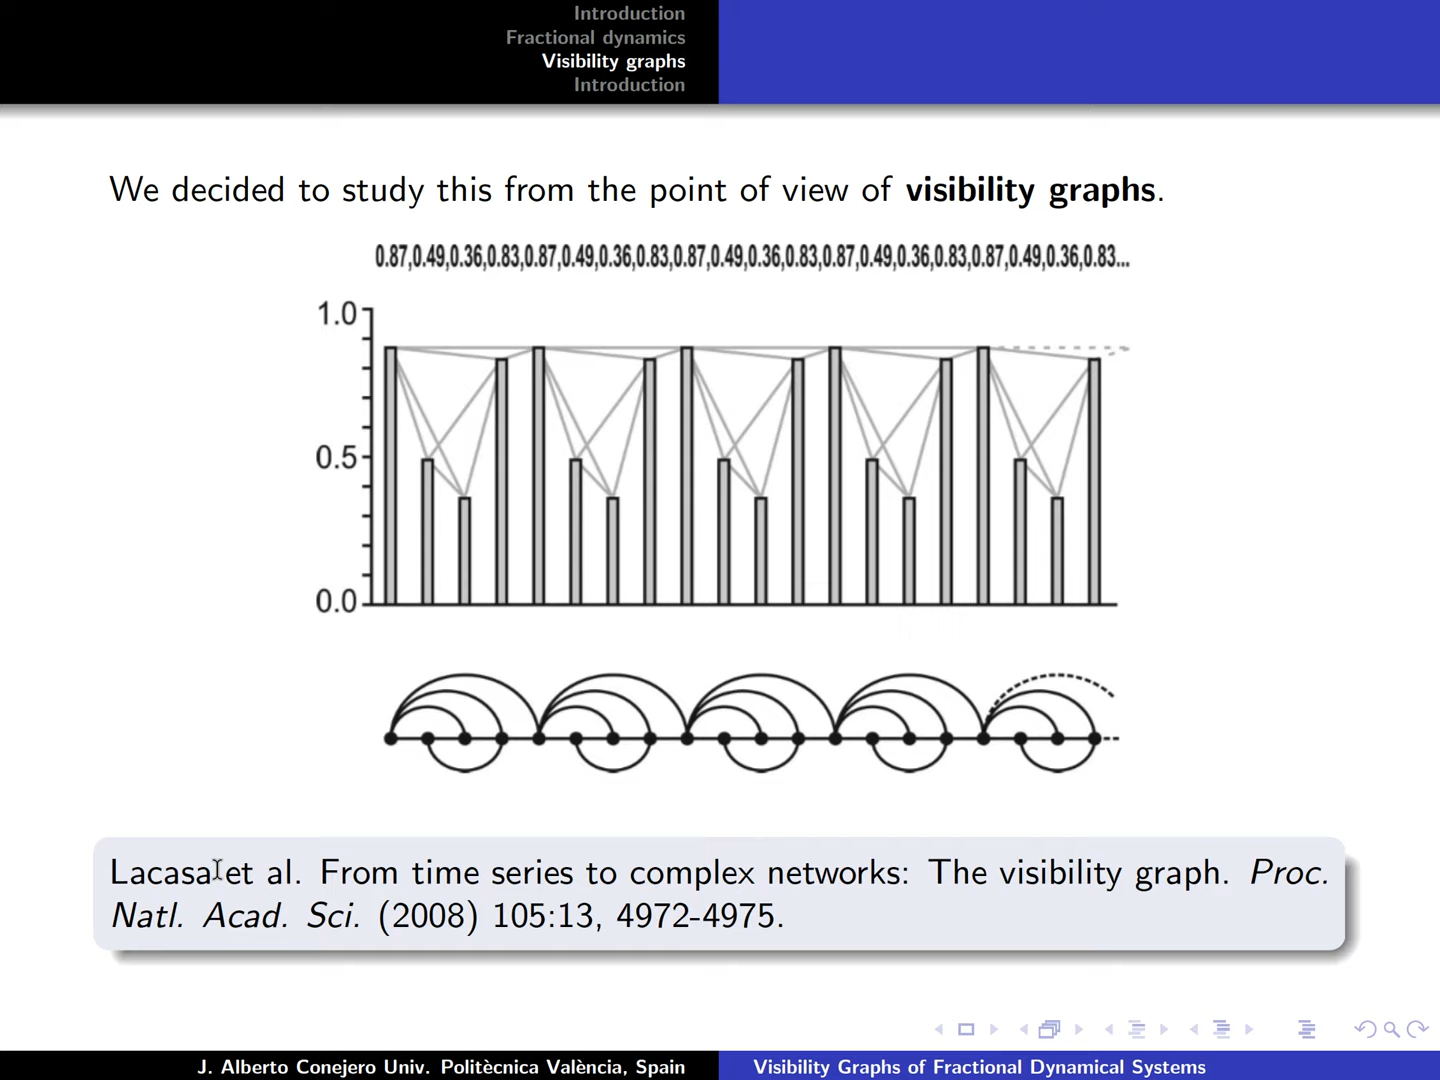 Introduction
Fractional dynamics
Visibility graphs
Introduction
We decided to study this from the point of view of visibility graphs.
0.87,0.49,0.36,0.83,0.87,0.49,0.36,0.83,0.87,0.49,0.36,0.83,0.87,0.49,0.36,0.83,0.87,0.49,0.36,0.83...
1.0
0.5
0.0
Lacasa et al. From time series to complex networks: The visibility graph. Proc.
Natl. Acad. Sci. (2008) 105:13, 4972-4975.
J. Alberto Conejero Univ. Politècnica València, Spain
Visibility Graphs of Fractional Dynamical Systems